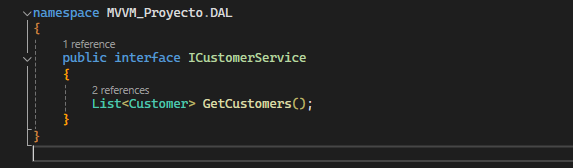 namespace MVVM_Proyecto.DAL
{
1 reference
public interface ICustomerService
{
2 references
List<Customer> GetCustomers();
}
}